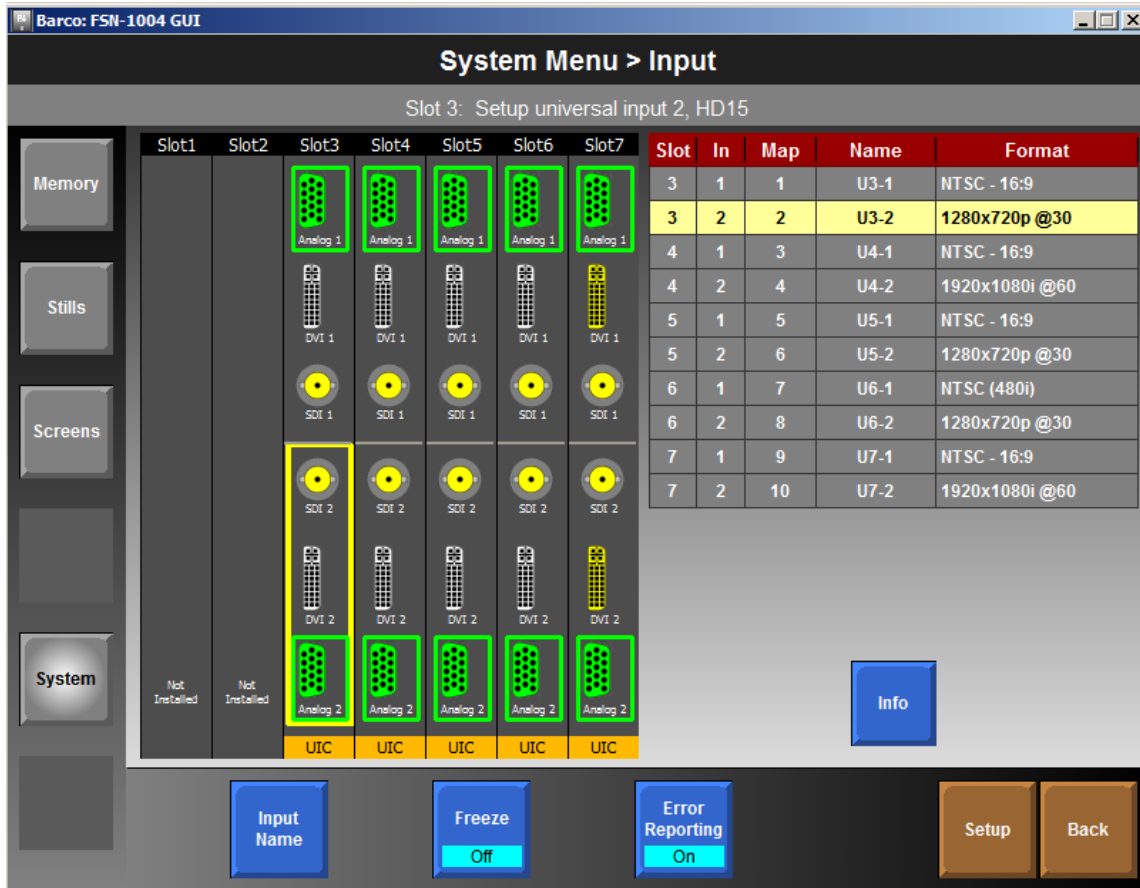 Barco: FSN-1004 GUI
System Menu > Input
Slot 3: Setup universal input 2, HD15
Memory
Stills
Screens
System
Slot1 Slot2 Slot3 Slot4 Slot5 Slot6 Slot7
Analog 1 Analog 1 Analog 1 Analog 1 Analog 1
DVI 1 DVI 1 DVI 1 DVI 1 DVI 1
SDI 1 SDI 1 SDI 1 SDI 1 SDI 1
SDI 2 SDI 2 SDI 2 SDI 2 SDI 2
DVI 2 DVI 2 DVI 2 DVI 2 DVI 2
Not Not
Installed Installed
Analog 2 Analog 2 Analog 2 Analog 2 Analog 2
UIC UIC UIC UIC UIC
Slot In Map Name Format
3 1 1 U3-1 NTSC - 16:9
3 2 2 U3-2 1280x720p @30
4 1 3 U4-1 NTSC - 16:9
4 2 4 U4-2 1920x1080i @60
5 1 5 U5-1 NTSC - 16:9
5 2 6 U5-2 1280x720p @30
6 1 7 U6-1 NTSC (480i)
6 2 8 U6-2 1280x720p @30
7 1 9 U7-1 NTSC - 16:9
7 2 10 U7-2 1920x1080i @60
Info
Input
Name
Freeze
Off
Error
Reporting
On
Setup
Back